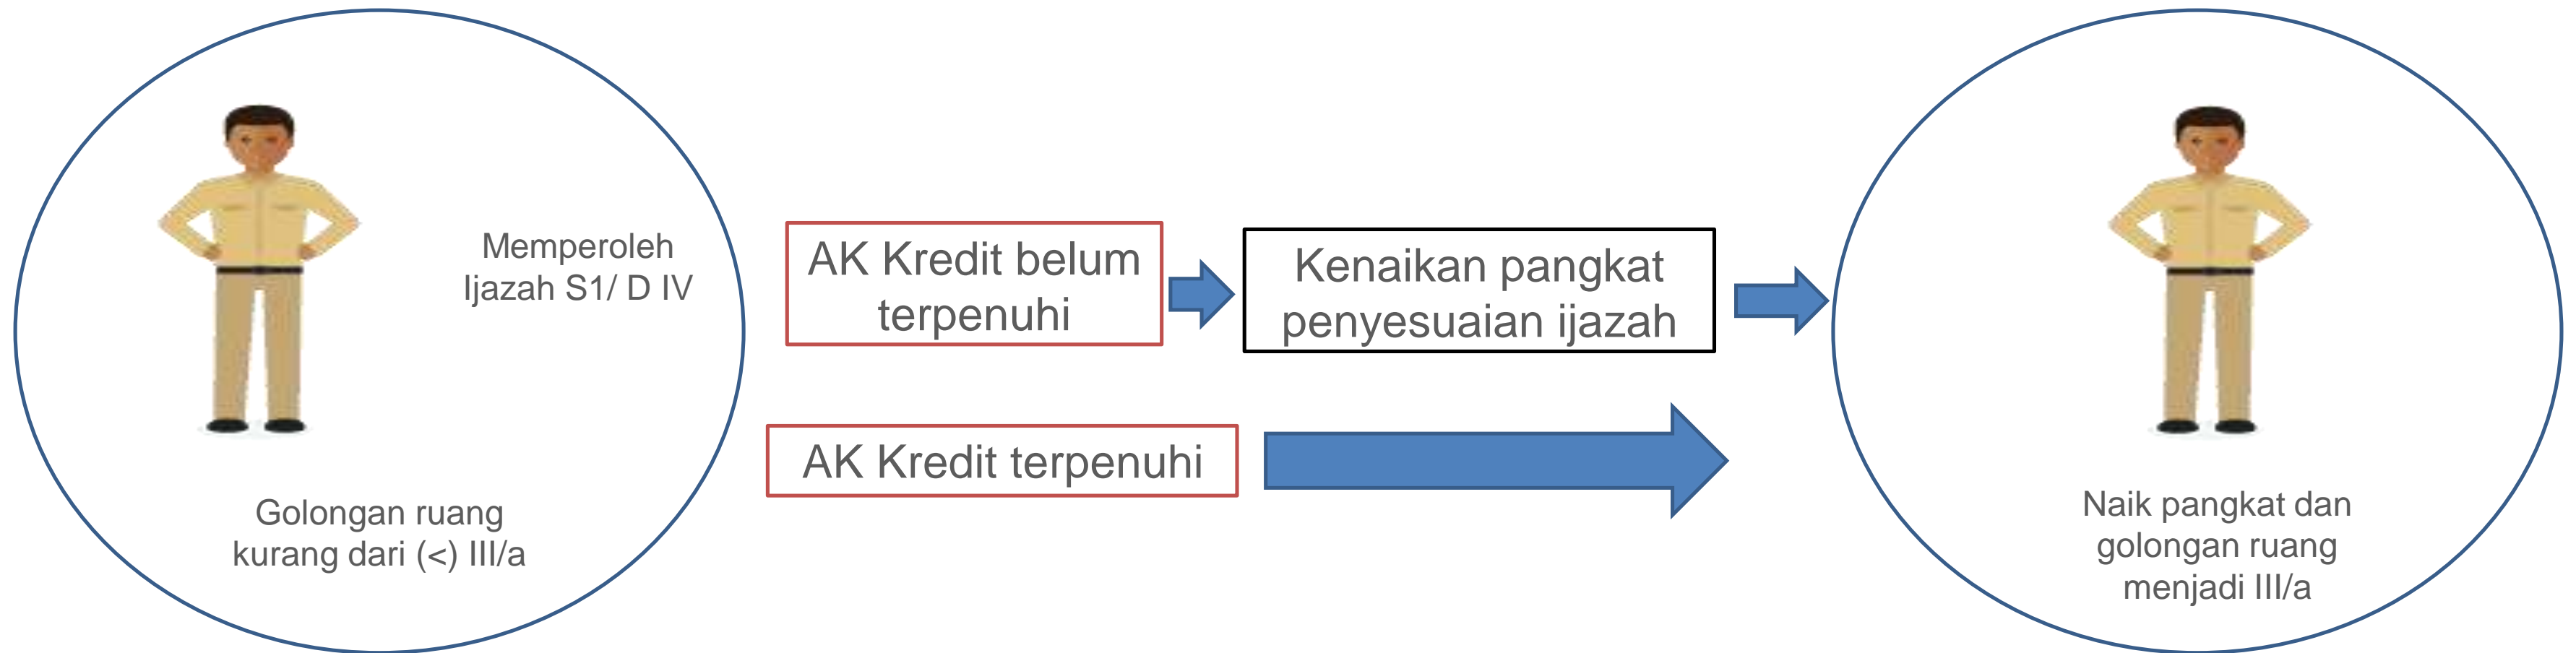 Memperoleh
Ijazah S1/ D IV
Golongan ruang
kurang dari (<) III/a
AK Kredit belum
terpenuhi
Kenaikan pangkat
penyesuaian ijazah
AK Kredit terpenuhi
Naik pangkat dan
golongan ruang
menjadi III/a